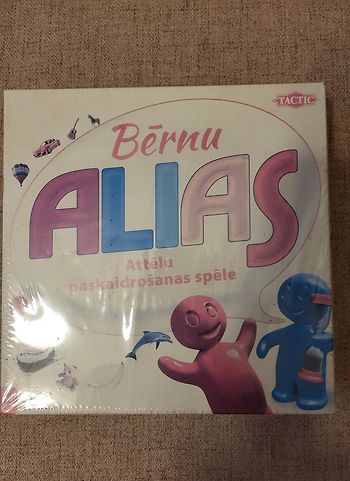 TACTIC
Bērnu
ALIAS
Attēlu
paskaidrošanas spēle